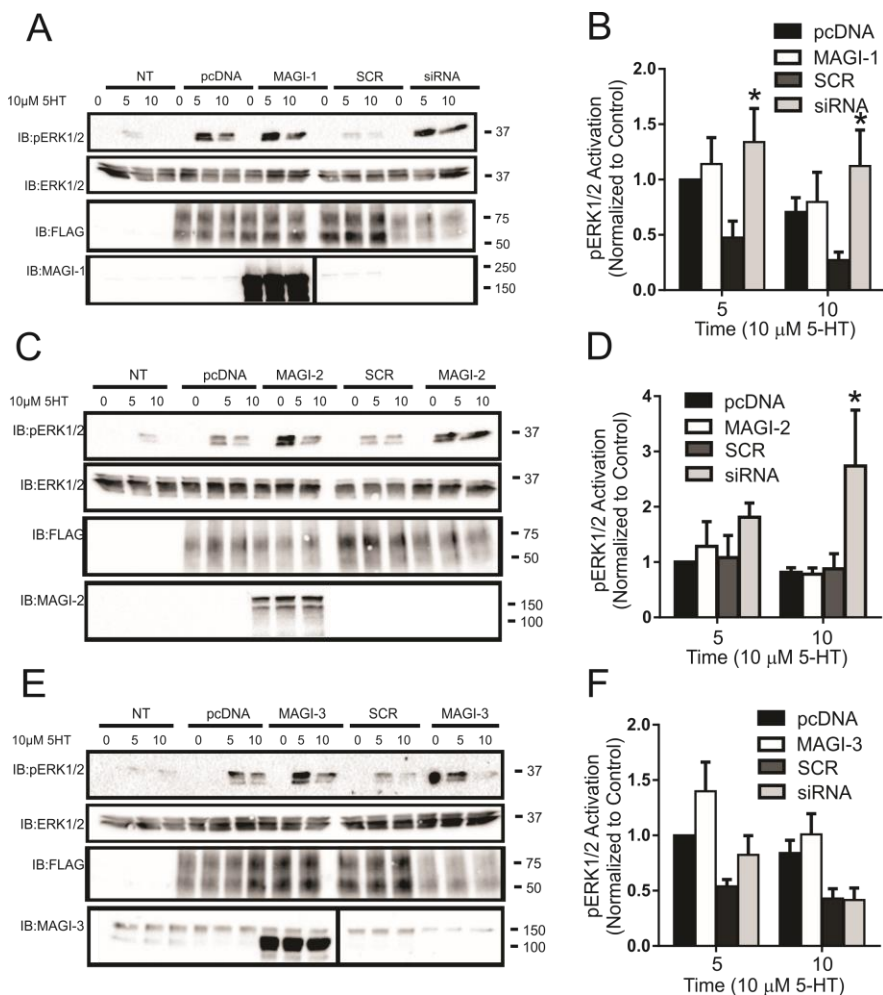 A
NT pcDNA MAGI-1 SCR siRNA
10µM 5HT 0 5 10 0 5 10 0 5 10 0 5 10 0 5 10
IB:pERK1/2 37
IB:ERK1/2 37
IB:FLAG 75
50
IB:MAGI-1 250
150
B
pcDNA
MAGI-1
SCR
siRNA
pERK1/2 Activation
(Normalized to Control)
2.0
1.5
1.0
0.5
0.0
* *
5 10
Time (10 µM 5-HT)
C
NT pcDNA MAGI-2 SCR MAGI-2
10µM 5HT 0 5 10 0 5 10 0 5 10 0 5 10 0 5 10
IB:pERK1/2 37
IB:ERK1/2 37
IB:FLAG 75
50
IB:MAGI-2 150
100
D
pcDNA
MAGI-2
SCR
siRNA
pERK1/2 Activation
(Normalized to Control)
4
2
1
0
*
5 10
Time (10 µM 5-HT)
E
NT pcDNA MAGI-3 SCR MAGI-3
10µM 5HT 0 5 10 0 5 10 0 5 10 0 5 10 0 5 10
IB:pERK1/2 37
IB:ERK1/2 37
IB:FLAG 75
50
IB:MAGI-3 150
100
F
pcDNA
MAGI-3
SCR
siRNA
pERK1/2 Activation
(Normalized to Control)
2.0
1.5
1.0
0.5
0.0
5 10
Time (10 µM 5-HT)